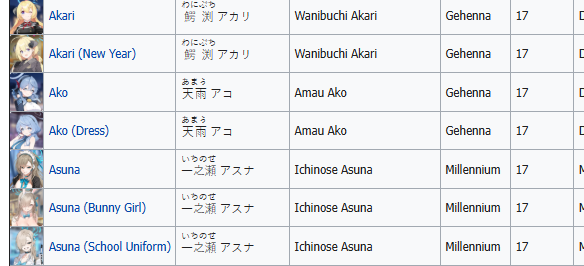 Akari わにぶち 鰐渕 アカリ Wanibuchi Akari Gehenna 17
Akari (New Year) わにぶち 鰐渕 アカリ Wanibuchi Akari Gehenna 17
Ako あまう 天雨 アコ Amau Ako Gehenna 17
Ako (Dress) あまう 天雨 アコ Amau Ako Gehenna 17
Asuna いちのせ 一之瀬 アスナ Ichinose Asuna Millennium 17
Asuna (Bunny Girl) いちのせ 一之瀬 アスナ Ichinose Asuna Millennium 17
Asuna (School Uniform) いちのせ 一之瀬 アスナ Ichinose Asuna Millennium 17